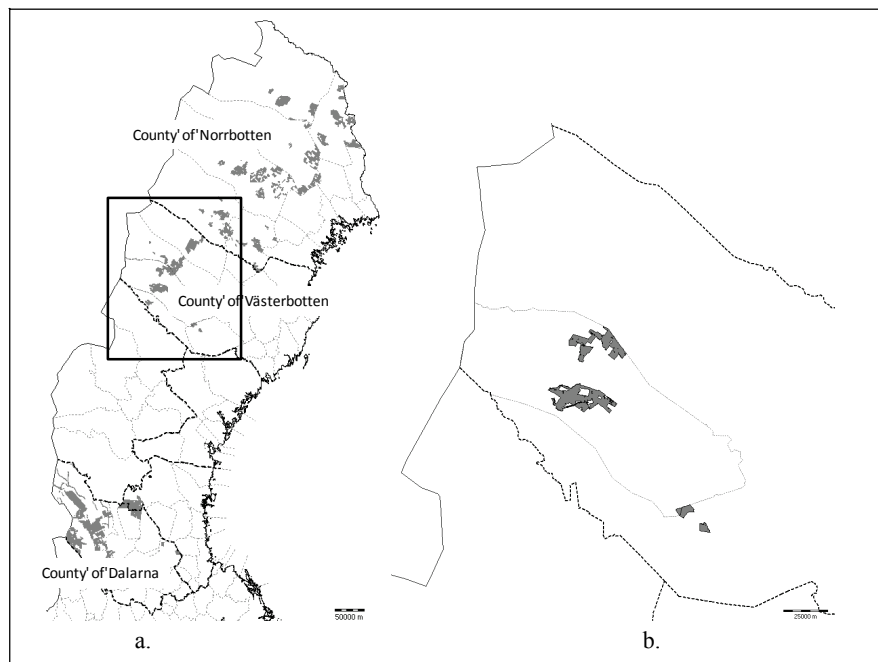 County' of' Norrbotten
County' of' Västerbotten
County' of' Dalarna
50000 m
25000 m
a.
b.